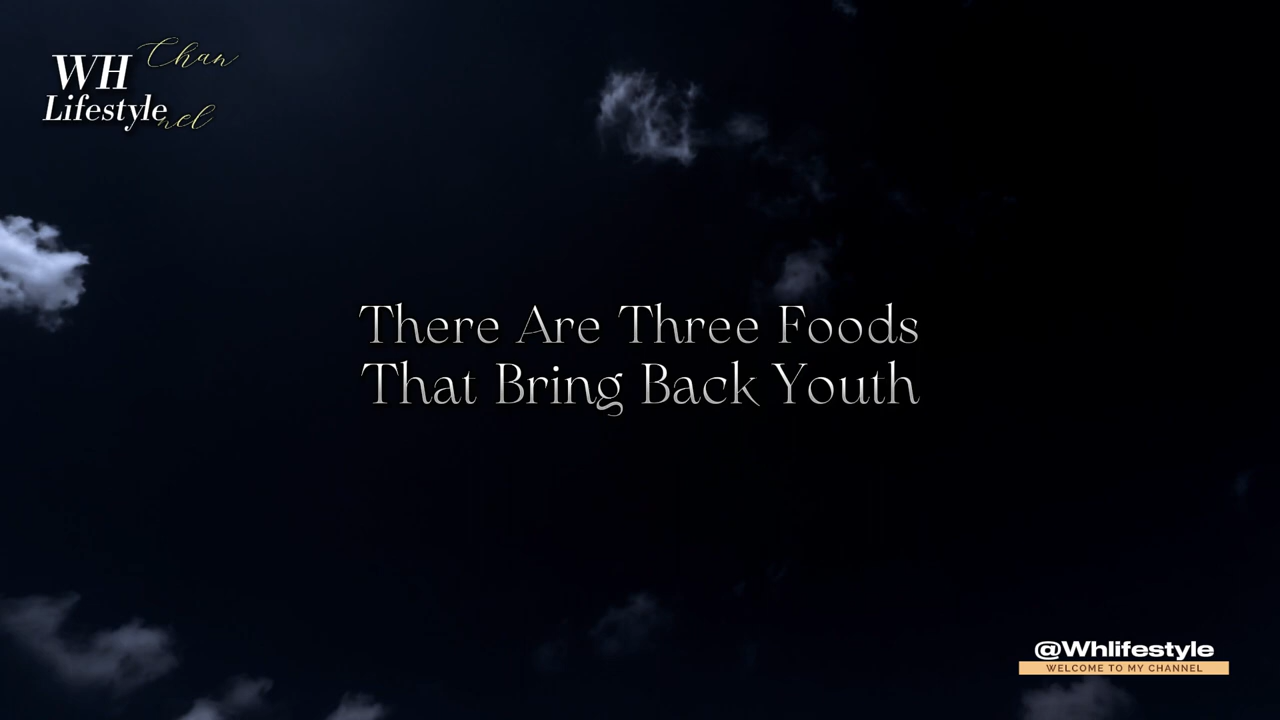 WH Chan
Lifestyle nel
There Are Three Foods
That Bring Back Youth
@Whlifestyle
WELCOME TO MY CHANNEL